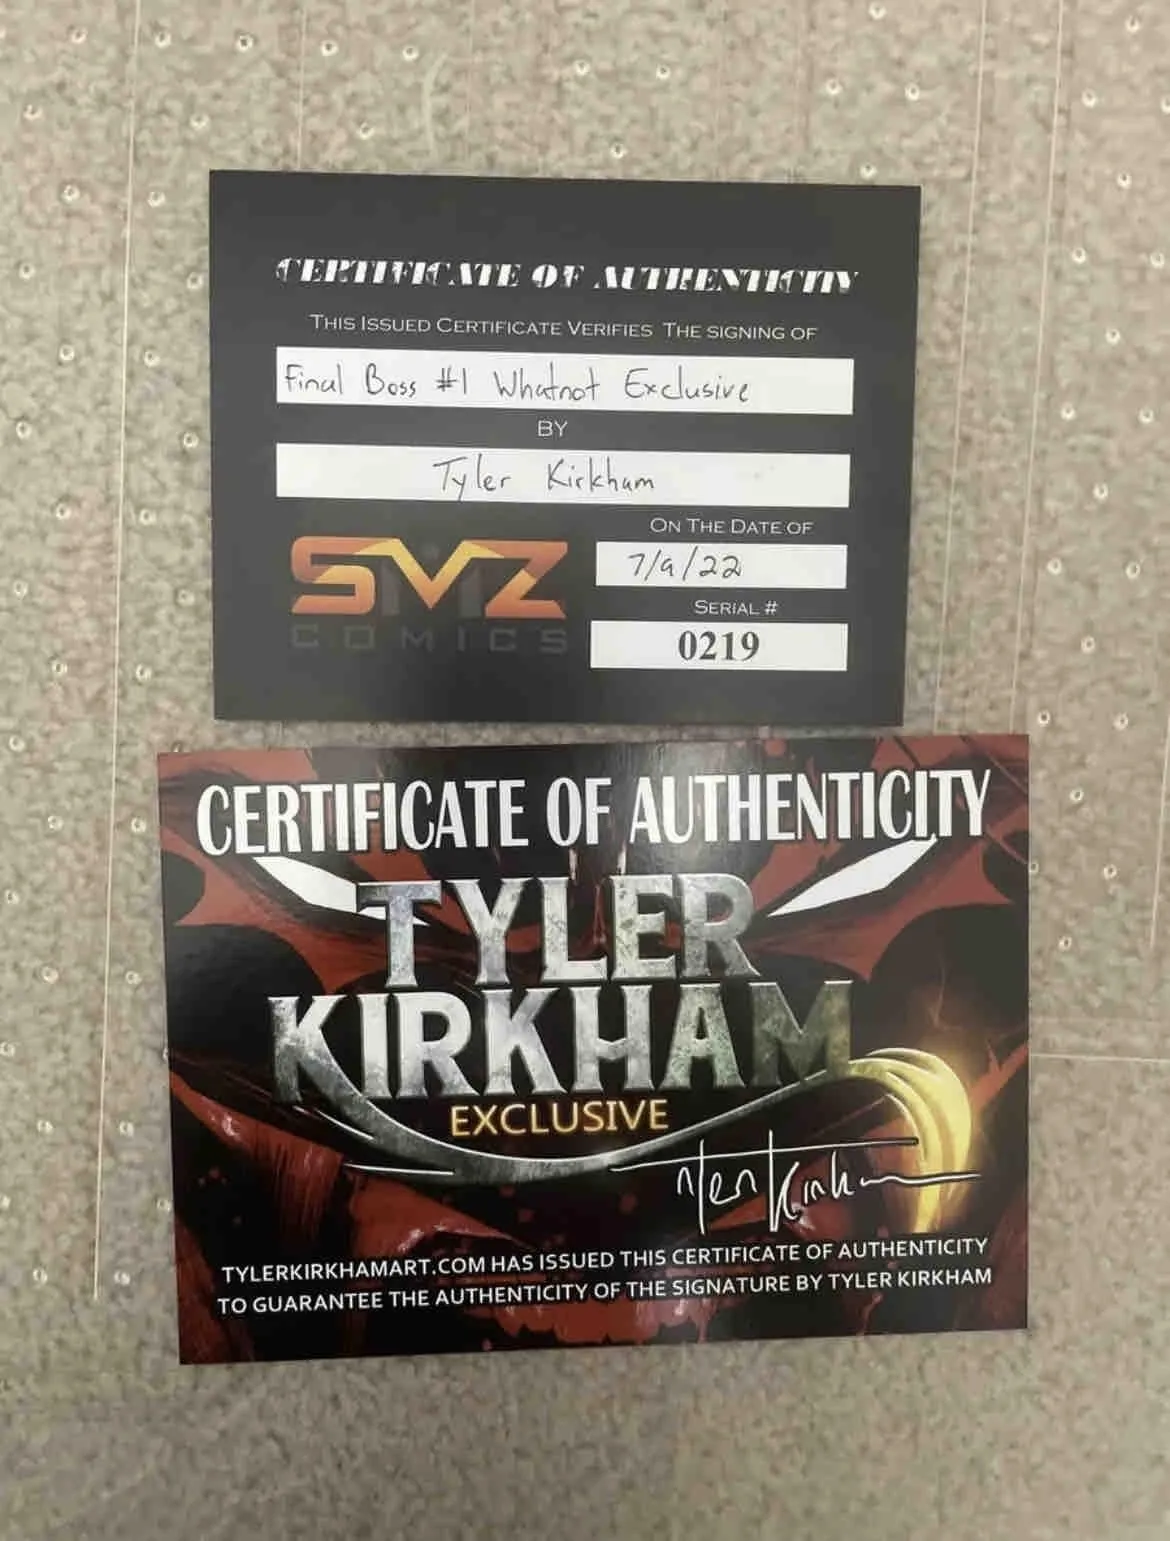 CERTIFICATE OF AUTHENTICITY
THIS ISSUED CERTIFICATE VERIFIES THE SIGNING OF
Final Boss #1 Whatnot Exclusive
BY
Tyler Kirkham
ON THE DATE OF
7/9/22
SERIAL #
0219
SMZ
COMICS
CERTIFICATE OF AUTHENTICITY
TYLER
KIRKHAM
EXCLUSIVE
Tyler Kirkham
TYLERKIRKHAMART.COM HAS ISSUED THIS CERTIFICATE OF AUTHENTICITY
TO GUARANTEE THE AUTHENTICITY OF THE SIGNATURE BY TYLER KIRKHAM